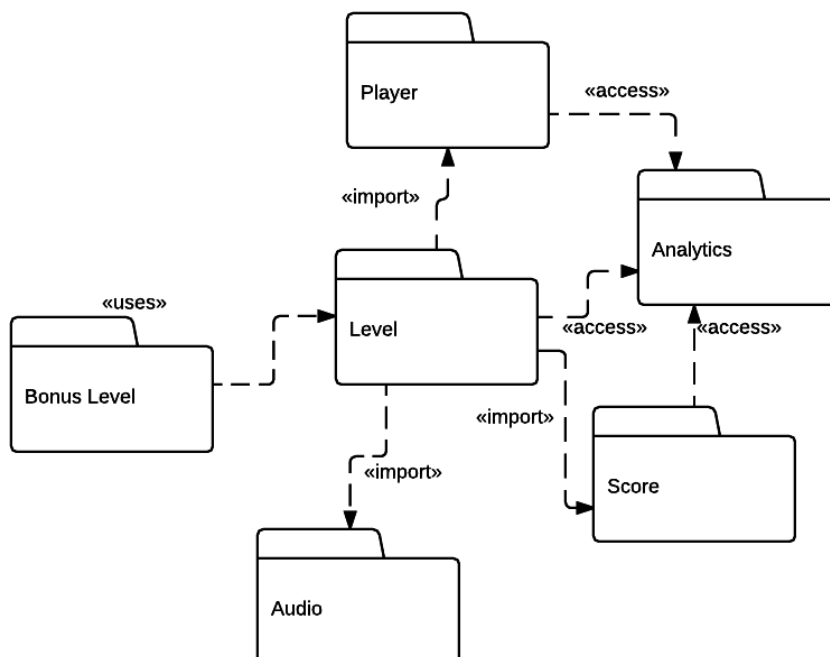 Player
«access»
«import»
Analytics
«uses»
Level
«access»
«access»
Bonus Level
«import»
«import»
Score
Audio